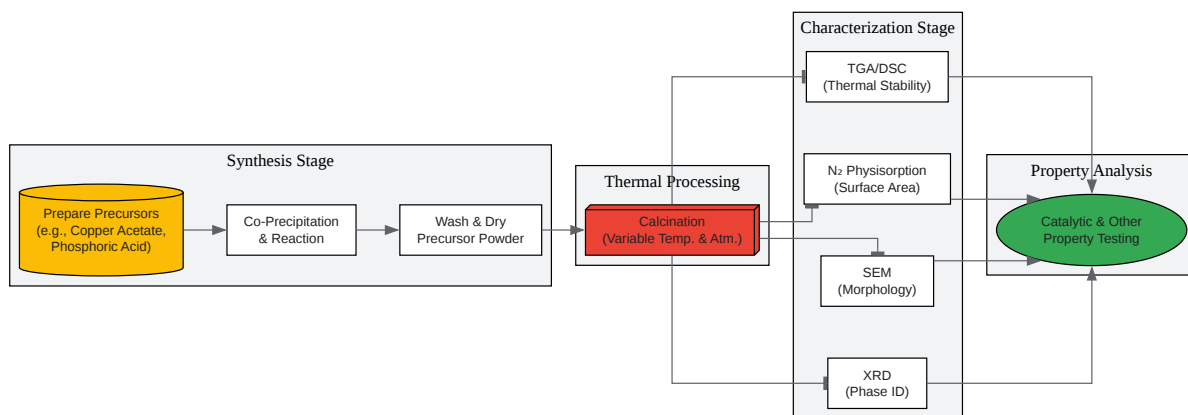 Synthesis Stage
Prepare Precursors
(e.g., Copper Acetate,
Phosphoric Acid)
Co-Precipitation
& Reaction
Wash & Dry
Precursor Powder
Thermal Processing
Calcination
(Variable Temp. & Atm.)
Characterization Stage
TGA/DSC
(Thermal Stability)
N₂ Physisorption
(Surface Area)
SEM
(Morphology)
XRD
(Phase ID)
Property Analysis
Catalytic & Other
Property Testing